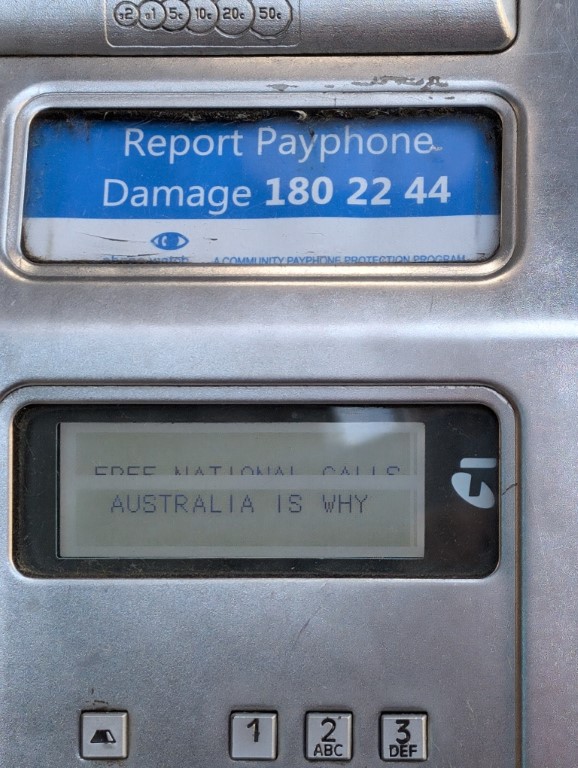 $2 $1 5c 10c 20c 50c
Report Payphone
Damage 180 22 44
A COMMUNITY PAYPHONE PROTECTION PROGRAM
FREE NATIONAL CALLS
AUSTRALIA IS WHY
1 2 3
ABC DEF